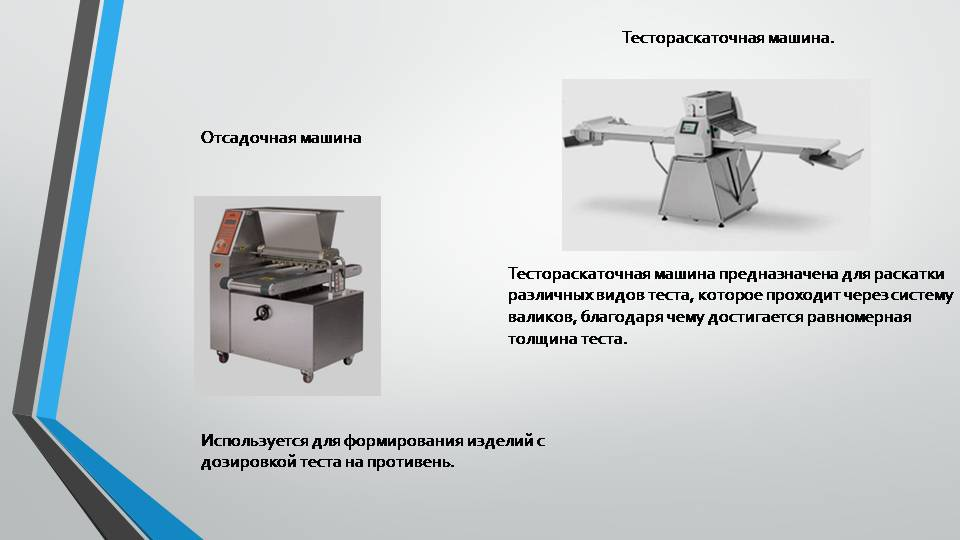 Тестораскаточная машина.
Отсадочная машина
Тестораскаточная машина предназначена для раскатки
различных видов теста, которое проходит через систему
валиков, благодаря чему достигается равномерная
толщина теста.
Используется для формирования изделий с
дозировкой теста на противень.